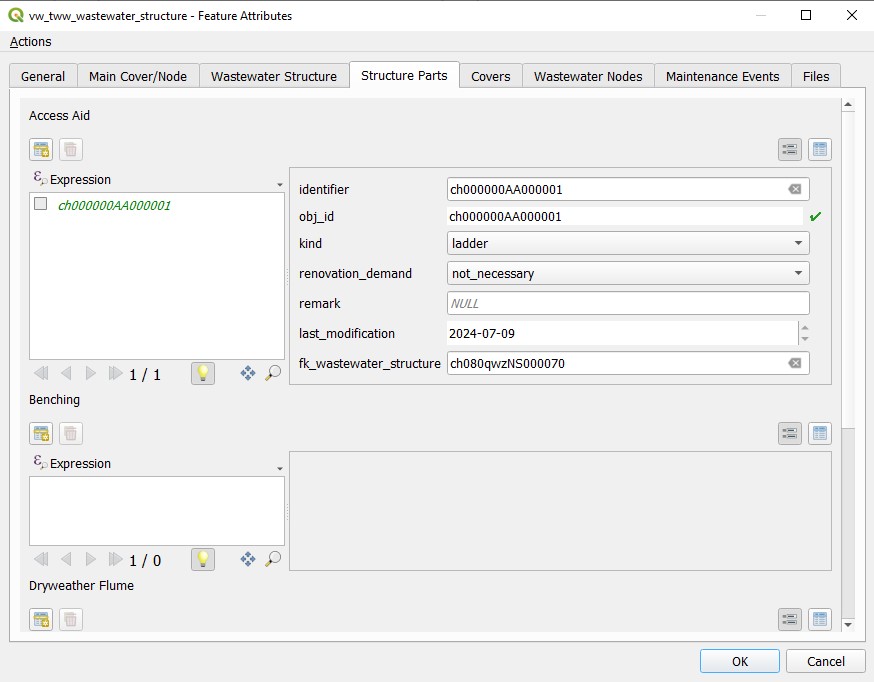 vw_tww_wastewater_structure - Feature Attributes
Actions
General Main Cover/Node Wastewater Structure Structure Parts Covers Wastewater Nodes Maintenance Events Files
Access Aid
Expression
ch000000AA000001
identifier ch000000AA000001
obj_id ch000000AA000001
kind ladder
renovation_demand not_necessary
remark NULL
last_modification 2024-07-09
fk_wastewater_structure ch080qwzNS000070
1 / 1
Benching
Expression
1 / 0
Dryweather Flume
OK Cancel